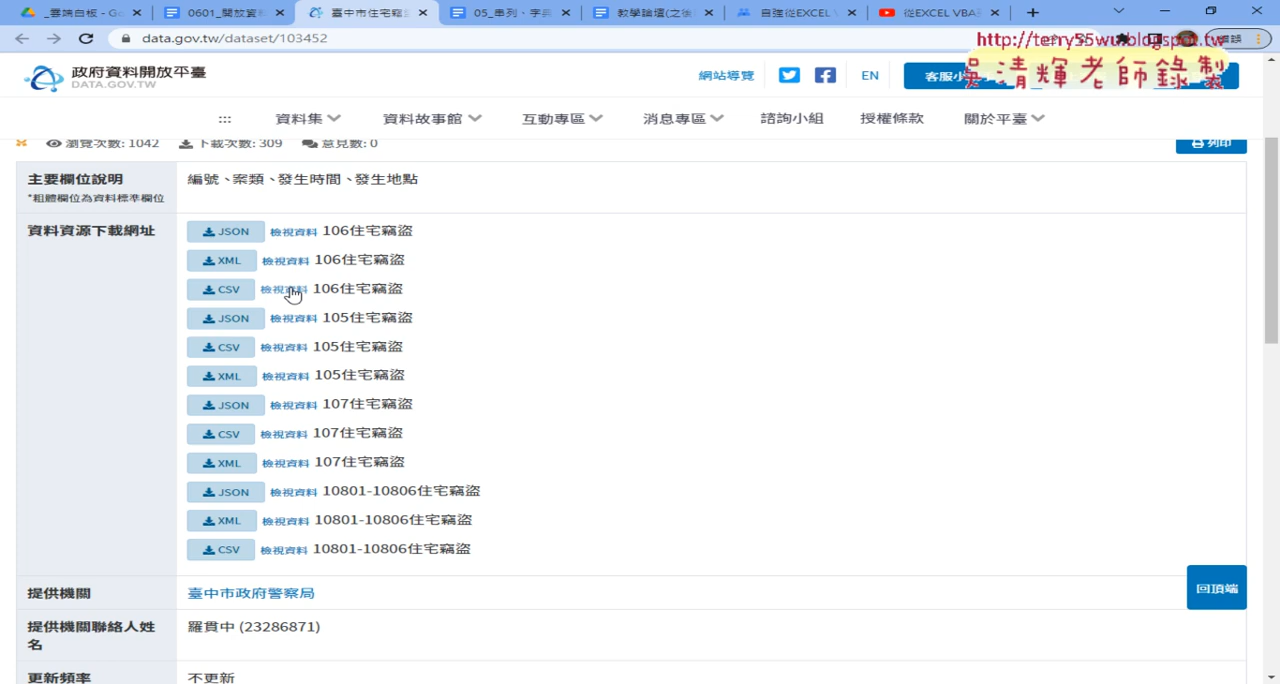 _雲端白板 - Go
0601_開放資料
臺中市住宅竊盜
05_串列、字典
教學論壇(之後
自強從EXCEL V
從EXCEL VBA到
data.gov.tw/dataset/103452
http://terry55wu.blogspot.tw
吳清輝老師錄製
政府資料開放平臺
DATA.GOV.TW
網站導覽
EN
客服小
:::
資料集
資料故事館
互動專區
消息專區
諮詢小組
授權條款
關於平臺
瀏覽次數: 1042
下載次數: 309
意見數: 0
列印
主要欄位說明
*粗體欄位為資料標準欄位
編號、案類、發生時間、發生地點
資料資源下載網址
JSON 檢視資料 106住宅竊盜
XML 檢視資料 106住宅竊盜
CSV 檢視資料 106住宅竊盜
JSON 檢視資料 105住宅竊盜
CSV 檢視資料 105住宅竊盜
XML 檢視資料 105住宅竊盜
JSON 檢視資料 107住宅竊盜
CSV 檢視資料 107住宅竊盜
XML 檢視資料 107住宅竊盜
JSON 檢視資料 10801-10806住宅竊盜
XML 檢視資料 10801-10806住宅竊盜
CSV 檢視資料 10801-10806住宅竊盜
回頂端
提供機關
臺中市政府警察局
提供機關聯絡人姓
名
羅貫中 (23286871)
更新頻率
不更新